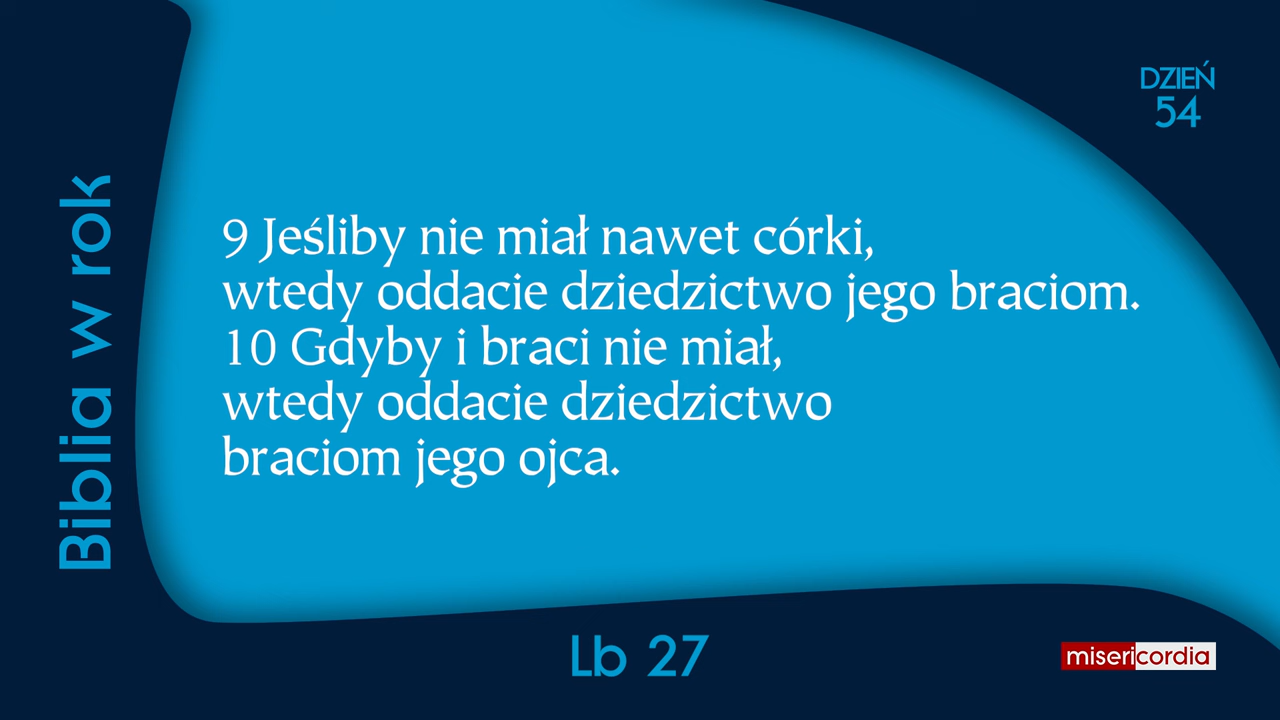 DZIEŃ
54
Biblia w rok
9 Jeśliby nie miał nawet córki,
wtedy oddacie dziedzictwo jego braciom.
10 Gdyby i braci nie miał,
wtedy oddacie dziedzictwo
braciom jego ojca.
Lb 27
misericordia